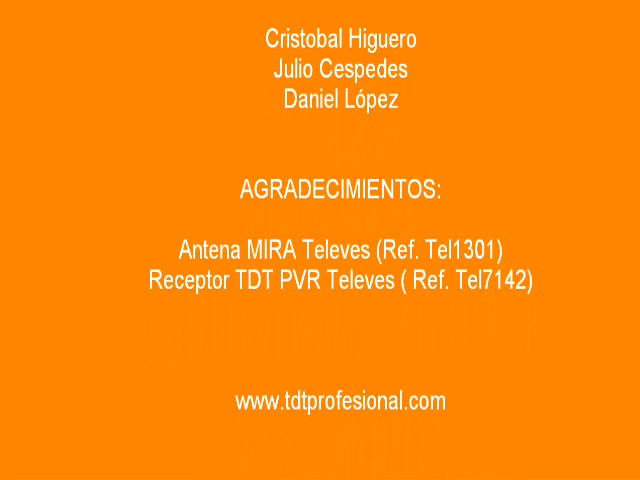 Cristobal Higuero
Julio Cespedes
Daniel López
AGRADECIMIENTOS:
Antena MIRA Televes (Ref. Tel1301)
Receptor TDT PVR Televes ( Ref. Tel7142)
www.tdtprofesional.com